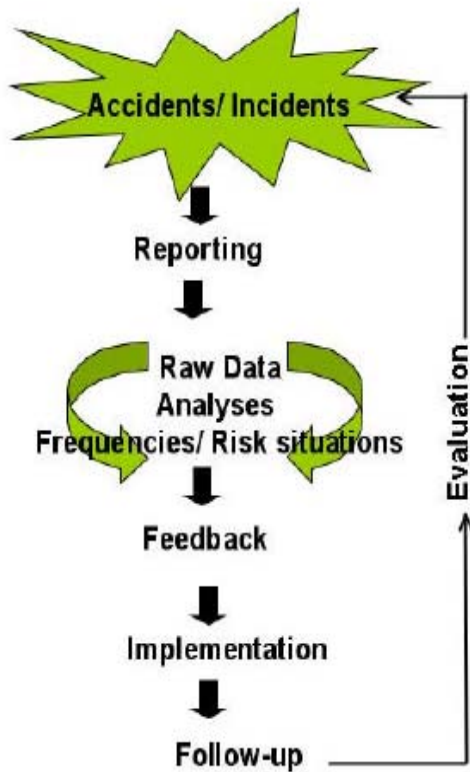 Accidents/ Incidents
Reporting
Raw Data
Analyses
Frequencies/ Risk situations
Feedback
Implementation
Follow-up
Evaluation